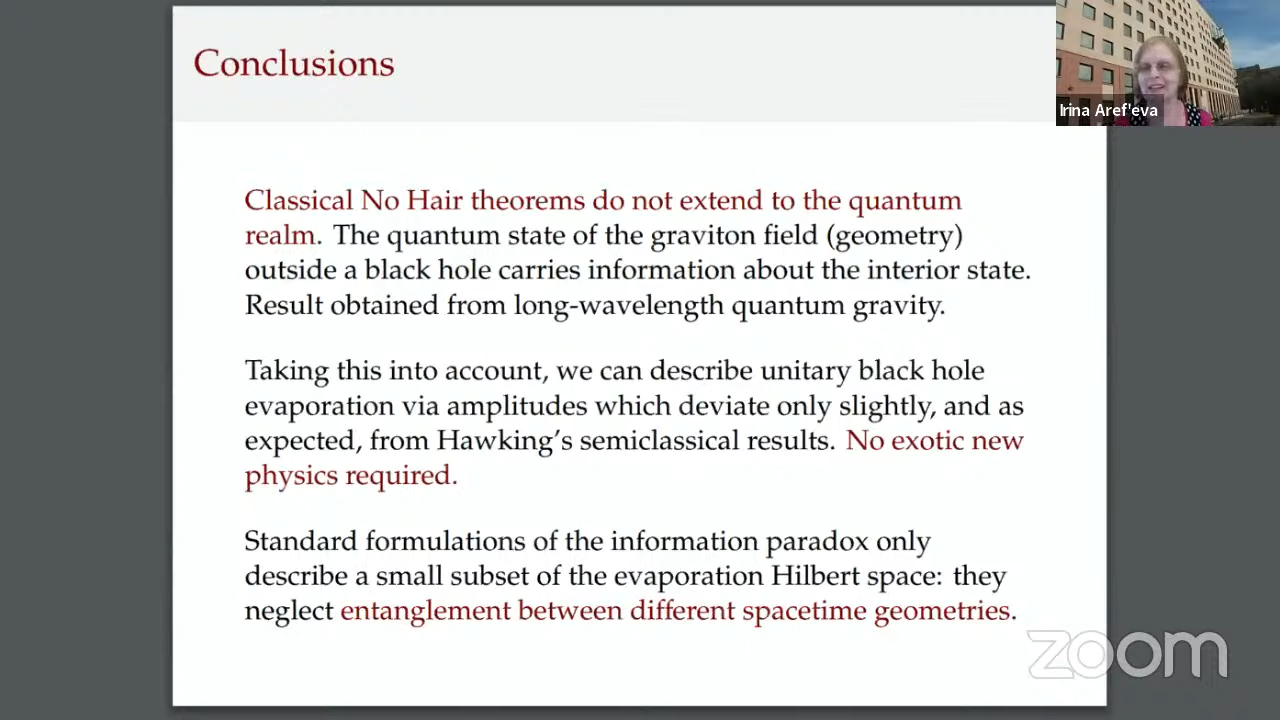 Conclusions
Irina Aref'eva
Classical No Hair theorems do not extend to the quantum
realm. The quantum state of the graviton field (geometry)
outside a black hole carries information about the interior state.
Result obtained from long-wavelength quantum gravity.
Taking this into account, we can describe unitary black hole
evaporation via amplitudes which deviate only slightly, and as
expected, from Hawking's semiclassical results. No exotic new
physics required.
Standard formulations of the information paradox only
describe a small subset of the evaporation Hilbert space: they
neglect entanglement between different spacetime geometries.
zoom